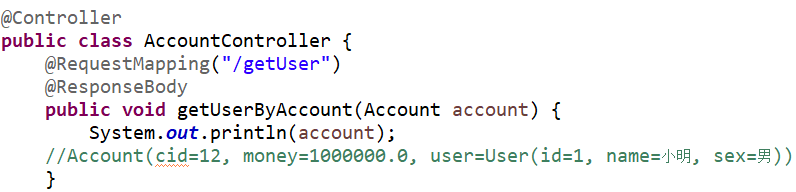 @Controller
public class AccountController {
@RequestMapping("/getUser")
@ResponseBody
public void getUserByAccount(Account account) {
System.out.println(account);
//Account(cid=12, money=1000000.0, user=User(id=1, name=小明, sex=男))
}